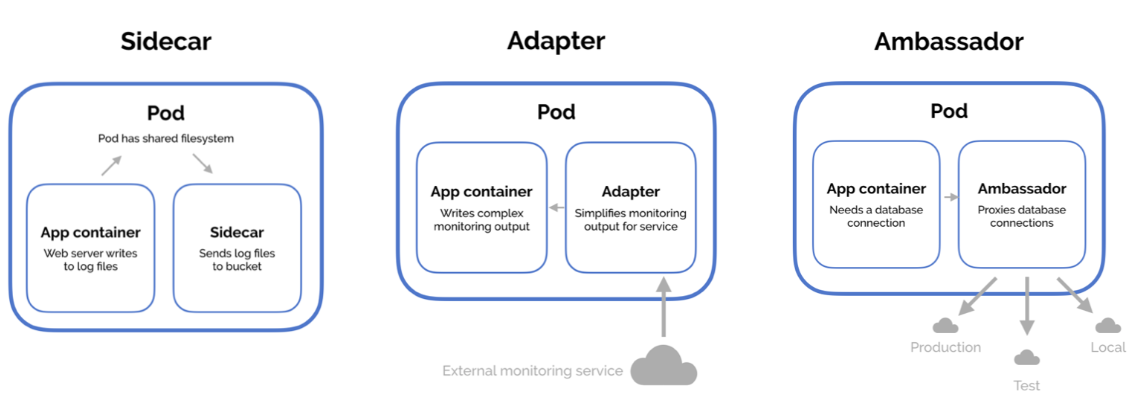 Sidecar
Pod
Pod has shared filesystem
App container
Web server writes
to log files
Sidecar
Sends log files
to bucket
Adapter
Pod
App container
Writes complex
monitoring output
Adapter
Simplifies monitoring
output for service
External monitoring service
Ambassador
Pod
App container
Needs a database
connection
Ambassador
Proxies database
connections
Production
Test
Local